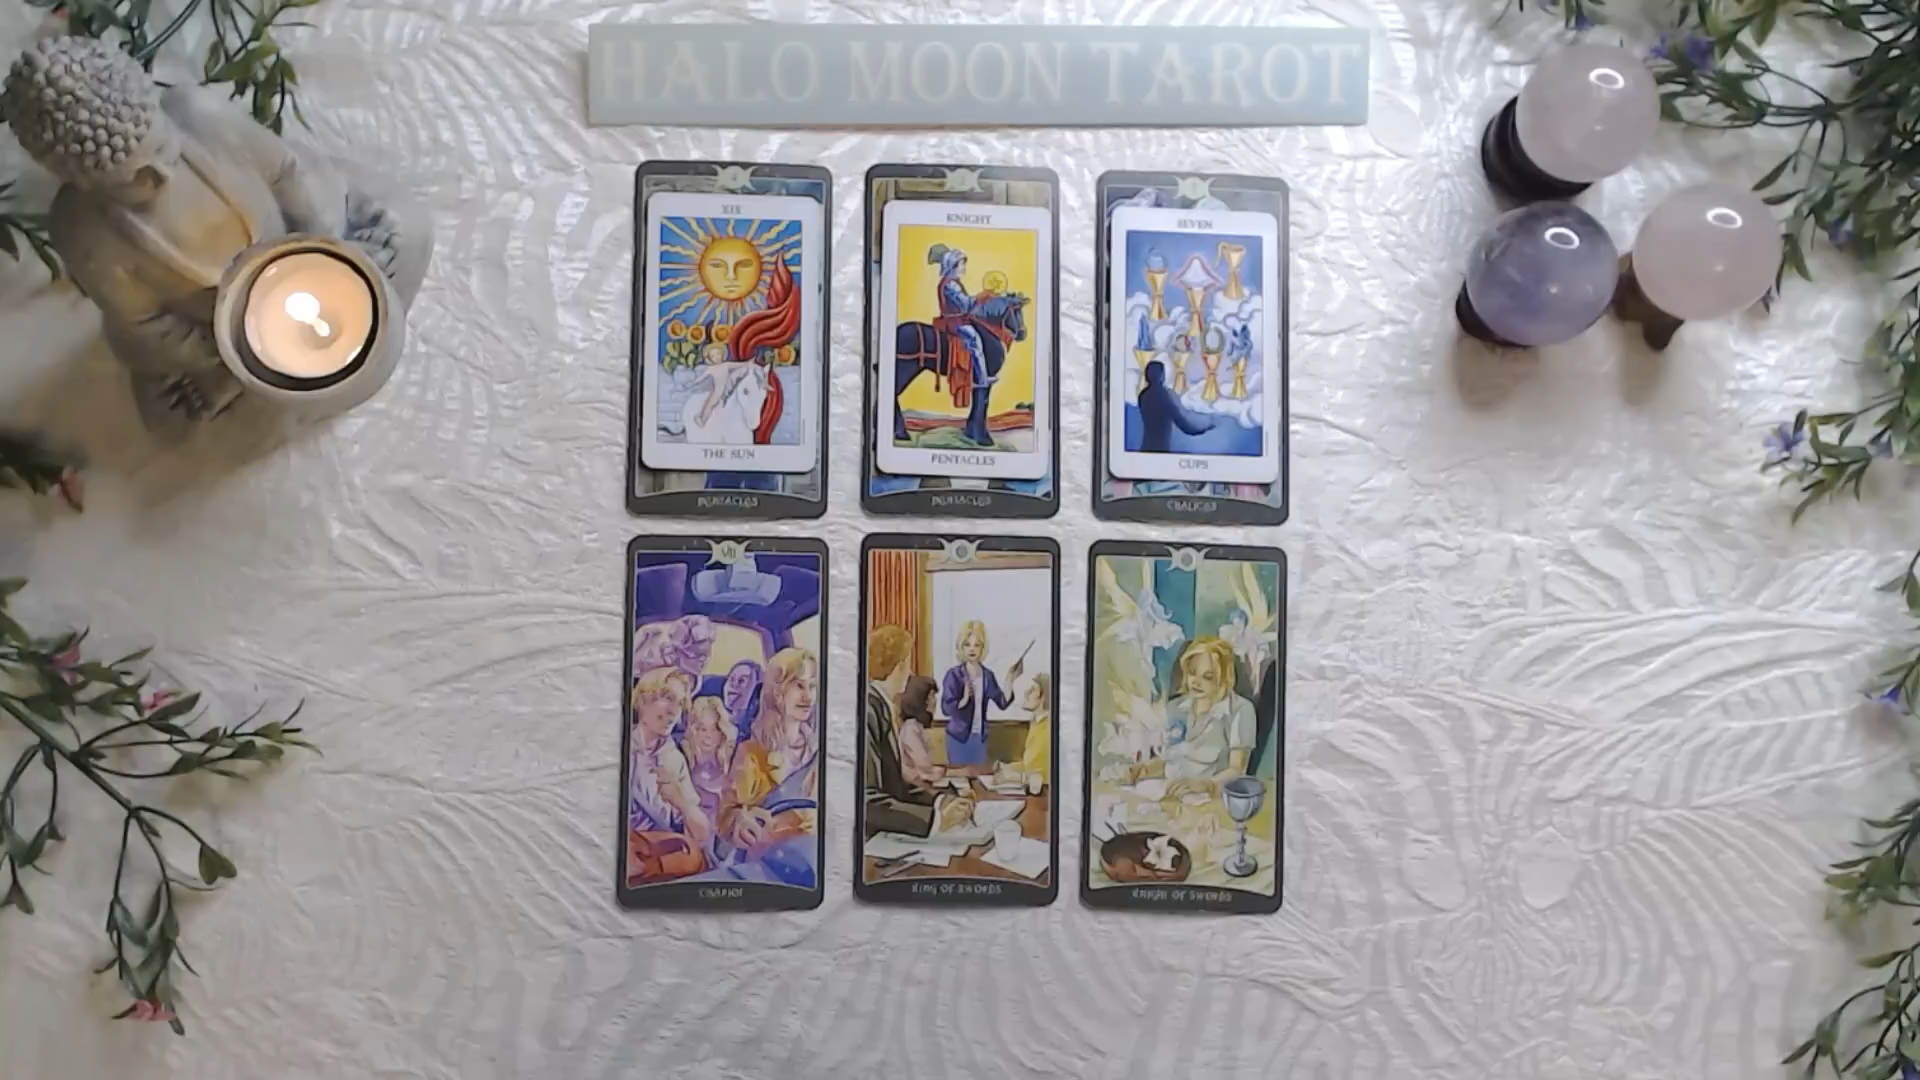 HALO MOON TAROT
XIX
THE SUN
PENTACLES
KNIGHT
PENTACLES
PENTACLES
SEVEN
CUPS
CHALICES
VII
CHARIOT
KING OF SWORDS
KNIGHT OF SWORDS